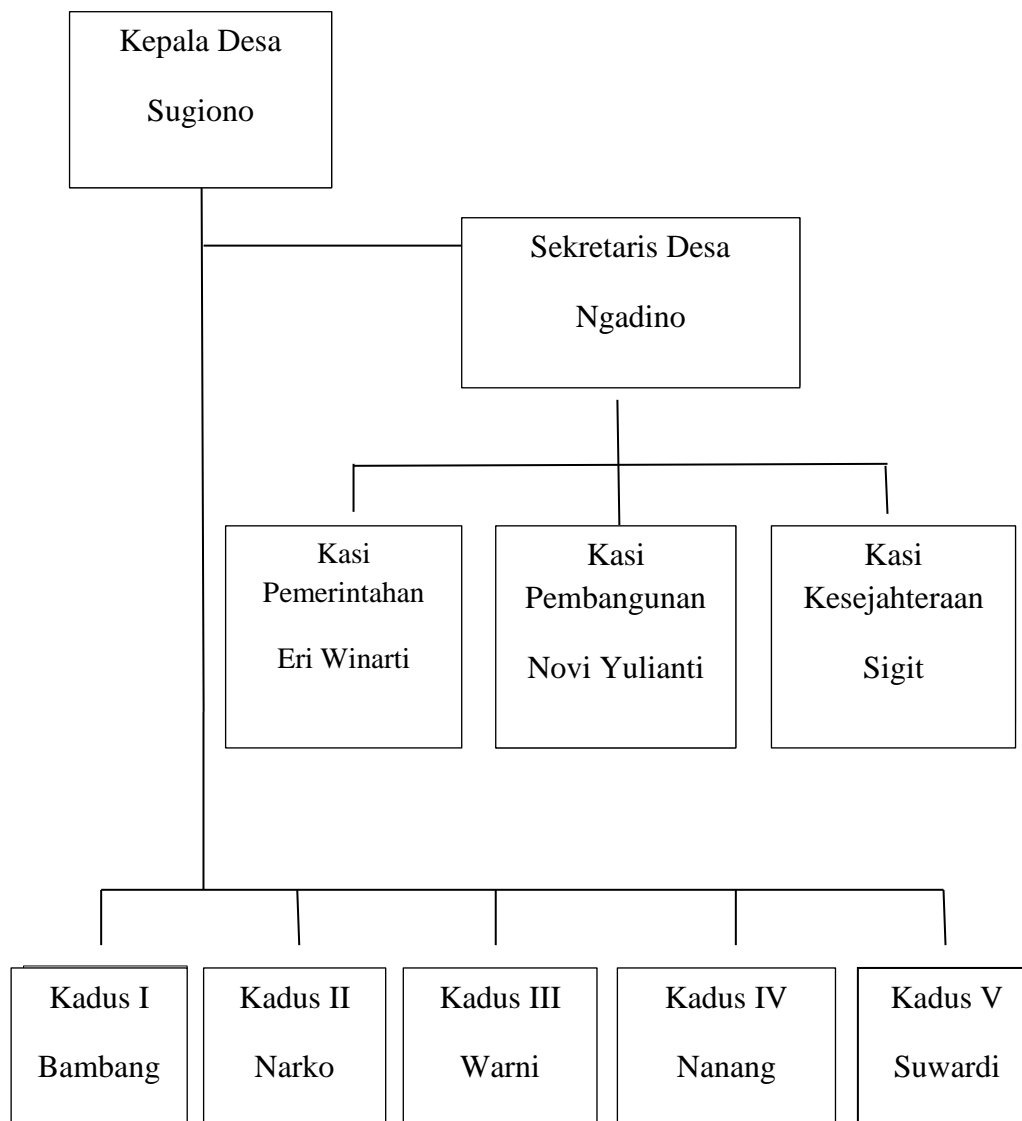 Kepala Desa
Sugiono
Sekretaris Desa
Ngadino
Kasi
Pemerintahan
Eri Winarti
Kasi
Pembangunan
Novi Yulianti
Kasi
Kesejahteraan
Sigit
Kadus I
Bambang
Kadus II
Narko
Kadus III
Warni
Kadus IV
Nanang
Kadus V
Suwardi